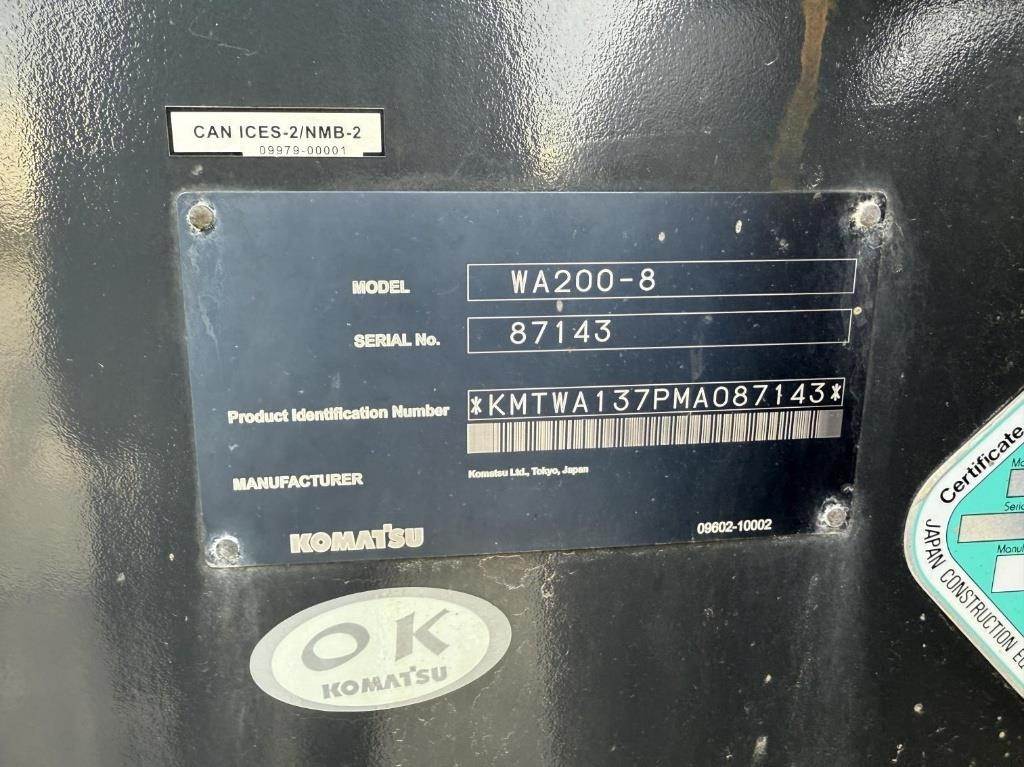 CAN ICES-2/NMB-2
09979-00001
MODEL WA200-8
SERIAL No. 87143
Product Identification Number *KMTWA137PMA087143*
MANUFACTURER Komatsu Ltd., Tokyo, Japan
KOMATSU 09602-10002
OK
KOMATSU
Certificate
JAPAN CONSTRUCTION